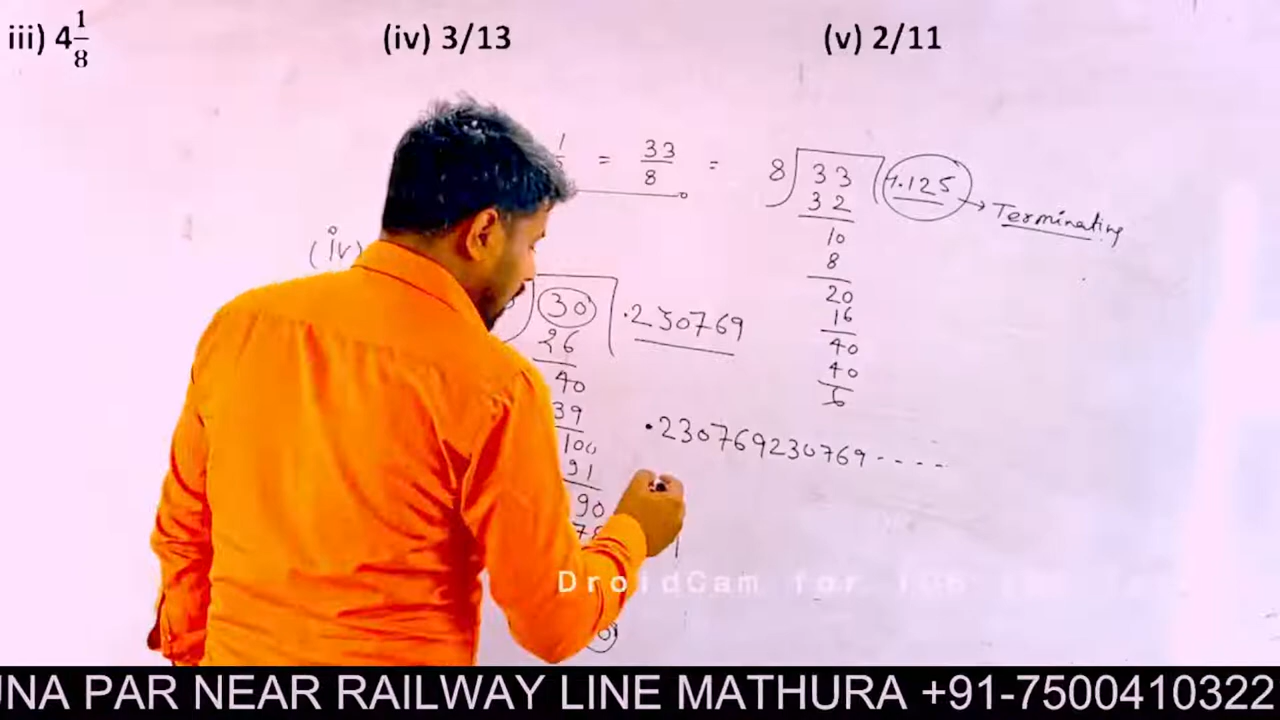 iii) 4 1/8 (iv) 3/13 (v) 2/11
= 33/8 = 8) 33 (4.125 → Terminating
32
10
8
20
16
40
40
(iv)
30 .230769
26
40
39
100
91
90
.230769230769 - - - -
DroidCam for
UNA PAR NEAR RAILWAY LINE MATHURA +91-7500410322